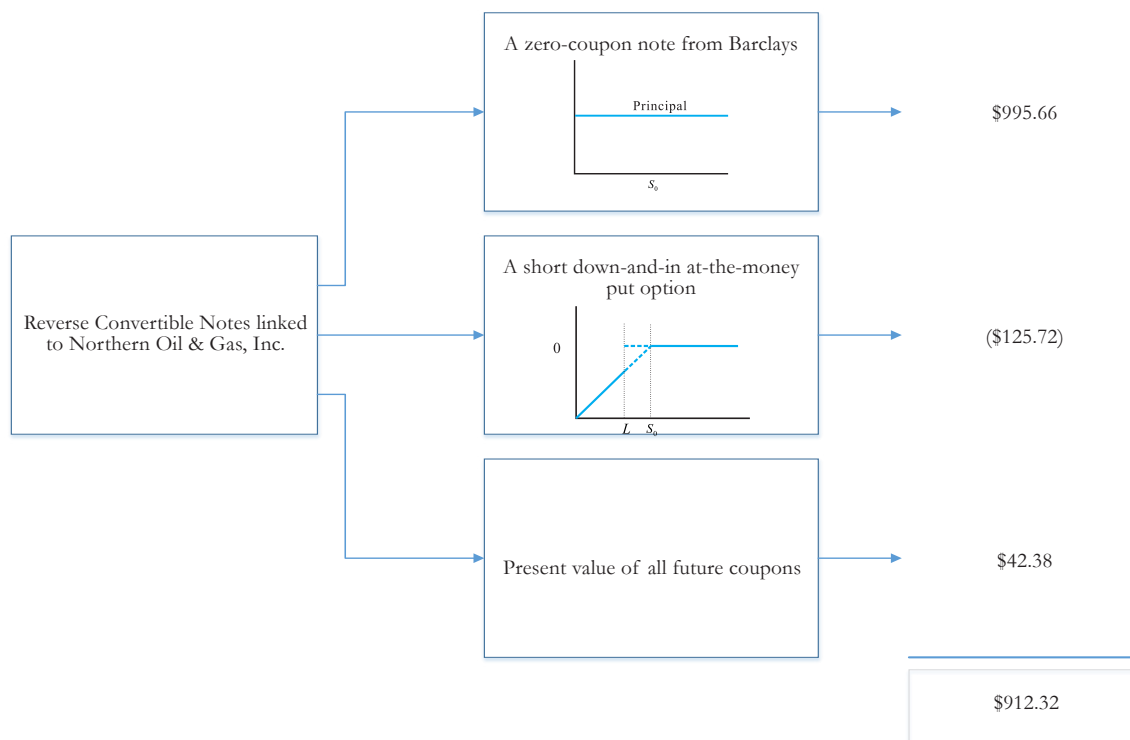 A zero-coupon note from Barclays
Principal
S₀
$995.66
Reverse Convertible Notes linked
to Northern Oil & Gas, Inc.
A short down-and-in at-the-money
put option
0
L S₀
($125.72)
Present value of all future coupons
$42.38
$912.32